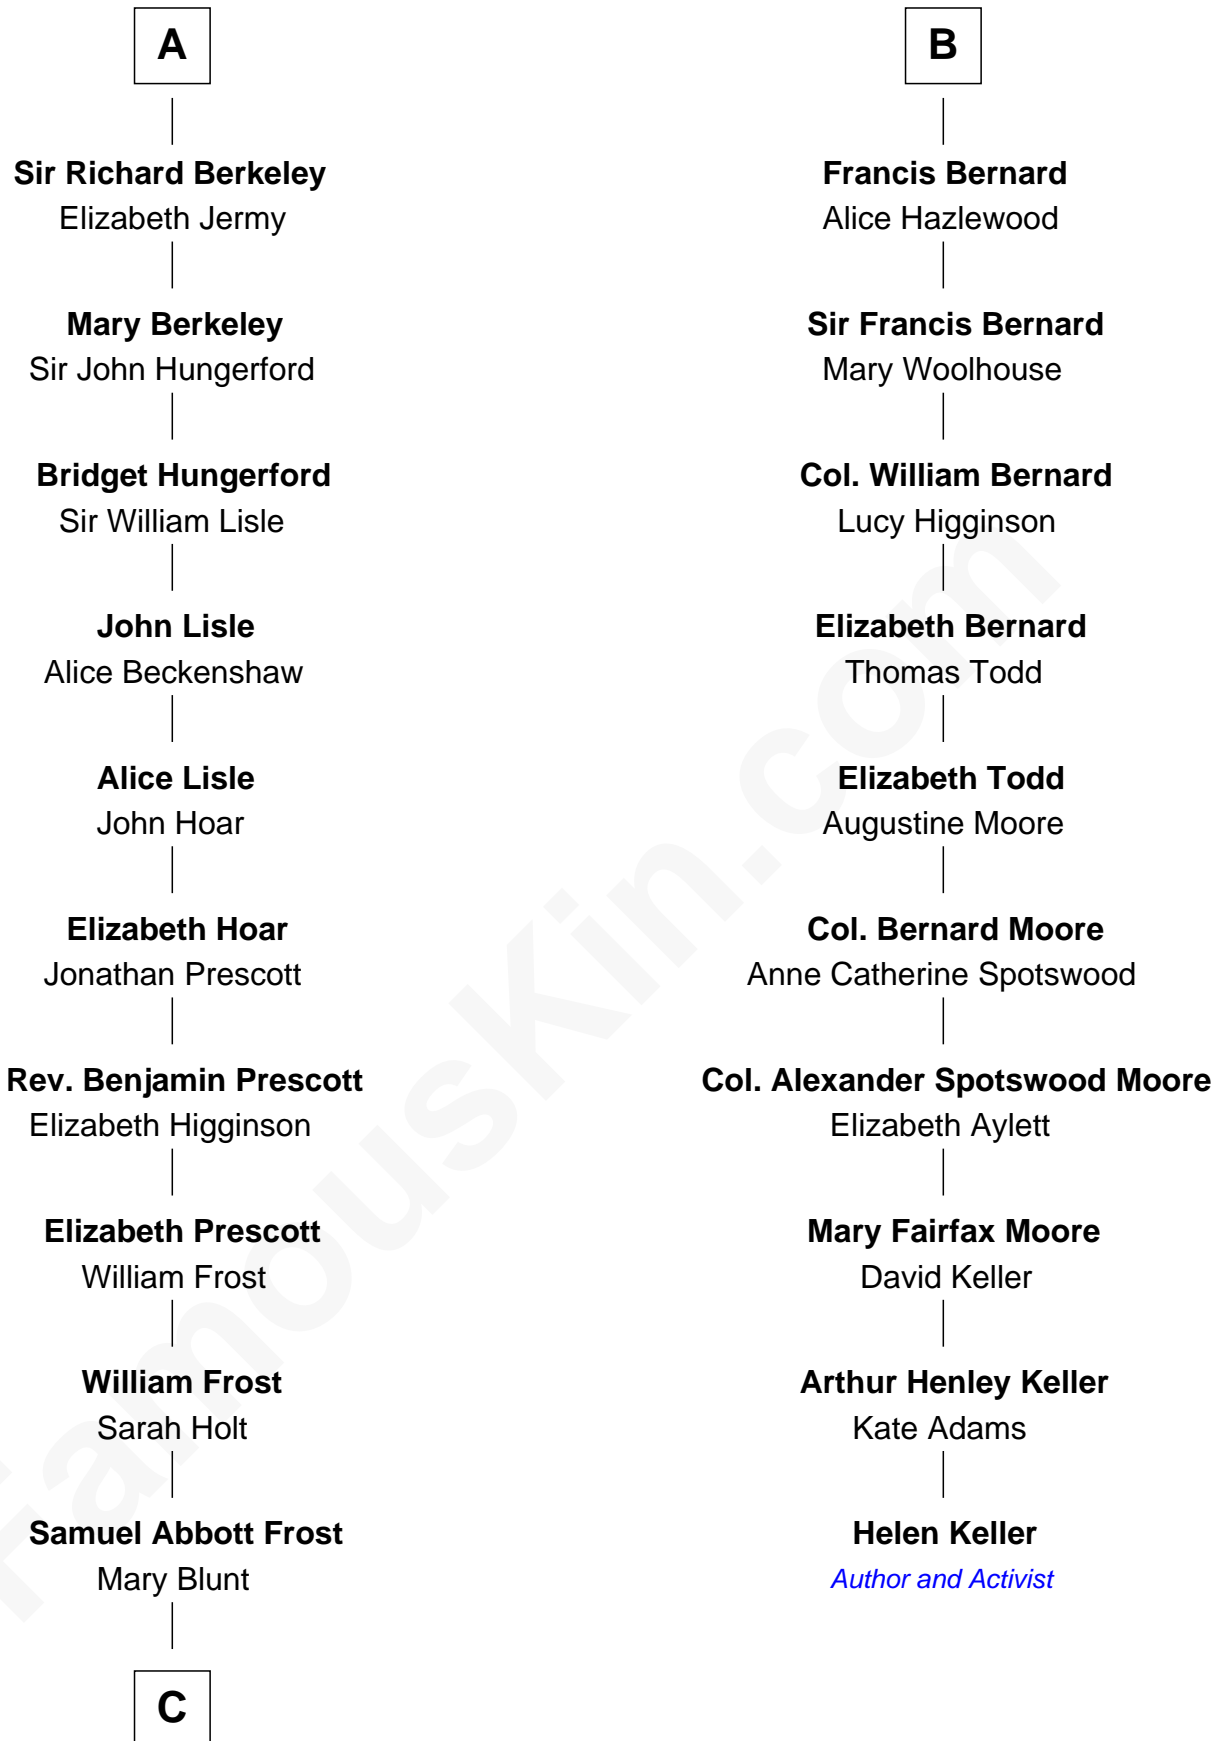 A
Sir Richard Berkeley
Elizabeth Jermy
Mary Berkeley
Sir John Hungerford
Bridget Hungerford
Sir William Lisle
John Lisle
Alice Beckenshaw
Alice Lisle
John Hoar
Elizabeth Hoar
Jonathan Prescott
Rev. Benjamin Prescott
Elizabeth Higginson
Elizabeth Prescott
William Frost
William Frost
Sarah Holt
Samuel Abbott Frost
Mary Blunt
C
B
Francis Bernard
Alice Hazlewood
Sir Francis Bernard
Mary Woolhouse
Col. William Bernard
Lucy Higginson
Elizabeth Bernard
Thomas Todd
Elizabeth Todd
Augustine Moore
Col. Bernard Moore
Anne Catherine Spotswood
Col. Alexander Spotswood Moore
Elizabeth Aylett
Mary Fairfax Moore
David Keller
Arthur Henley Keller
Kate Adams
Helen Keller
Author and Activist
FamousKin.com